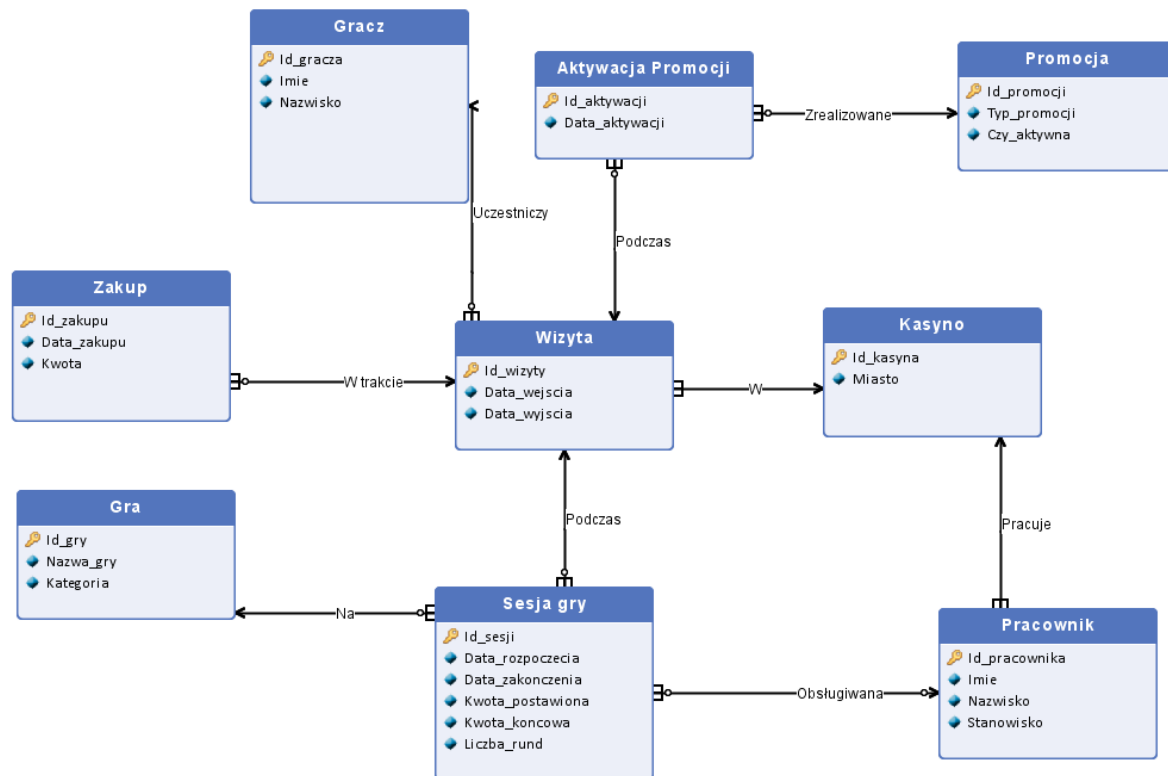 Gracz
Id_gracza
Imie
Nazwisko
Aktywacja Promocji
Id_aktywacji
Data_aktywacji
Zrealizowane
Promocja
Id_promocji
Typ_promocji
Czy_aktywna
Uczestniczy
Podczas
Zakup
Id_zakupu
Data_zakupu
Kwota
W trakcie
Wizyta
Id_wizyty
Data_wejscia
Data_wyjscia
W
Kasyno
Id_kasyna
Miasto
Gra
Id_gry
Nazwa_gry
Kategoria
Podczas
Pracuje
Na
Sesja gry
Id_sesji
Data_rozpoczecia
Data_zakonczenia
Kwota_postawiona
Kwota_koncowa
Liczba_rund
Obsługiwana
Pracownik
Id_pracownika
Imie
Nazwisko
Stanowisko